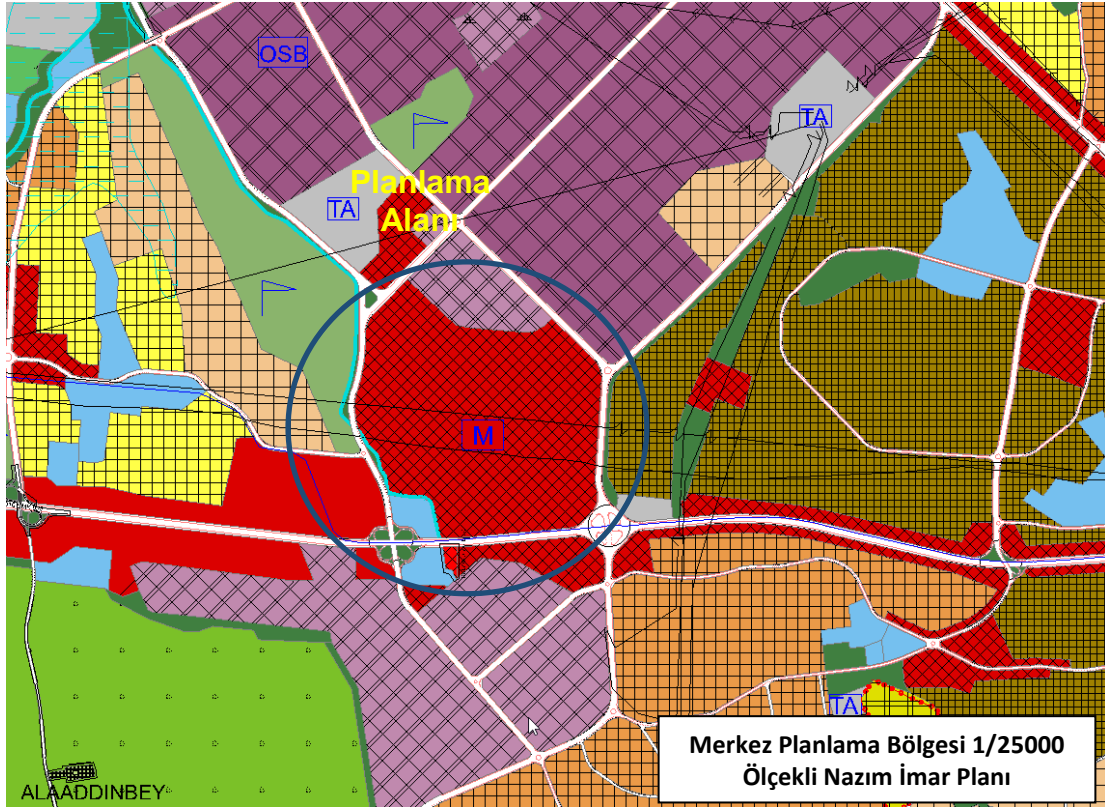 OSB
TA
Planlama
Alanı
TA
M
TA
Merkez Planlama Bölgesi 1/25000
Ölçekli Nazım İmar Planı
ALAADDINBEY